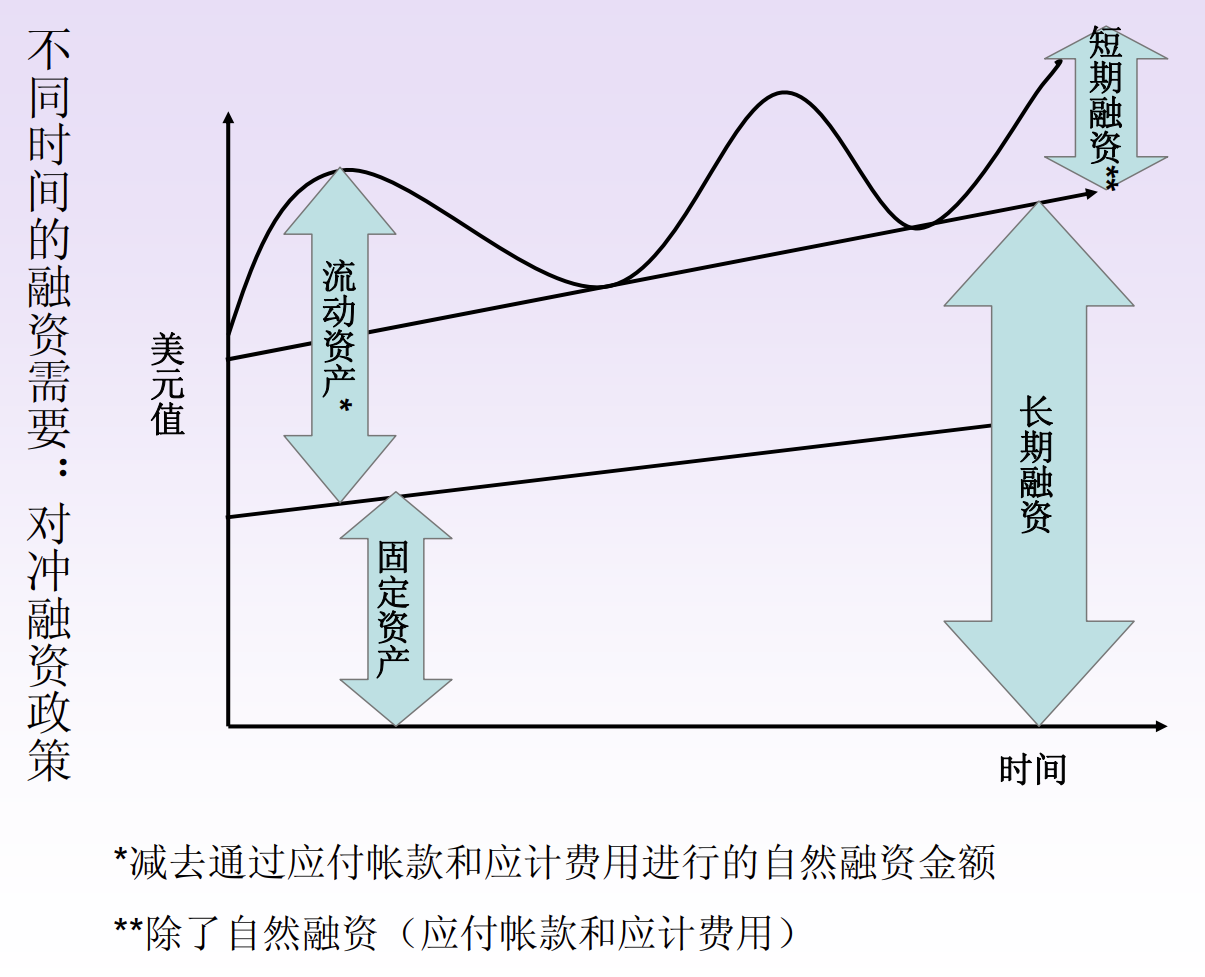 不同时间的融资需要：对冲融资政策
短期融资**
流动资产*
美元值
长期融资
固定资产
时间
*减去通过应付帐款和应计费用进行的自然融资金额
**除了自然融资（应付帐款和应计费用）